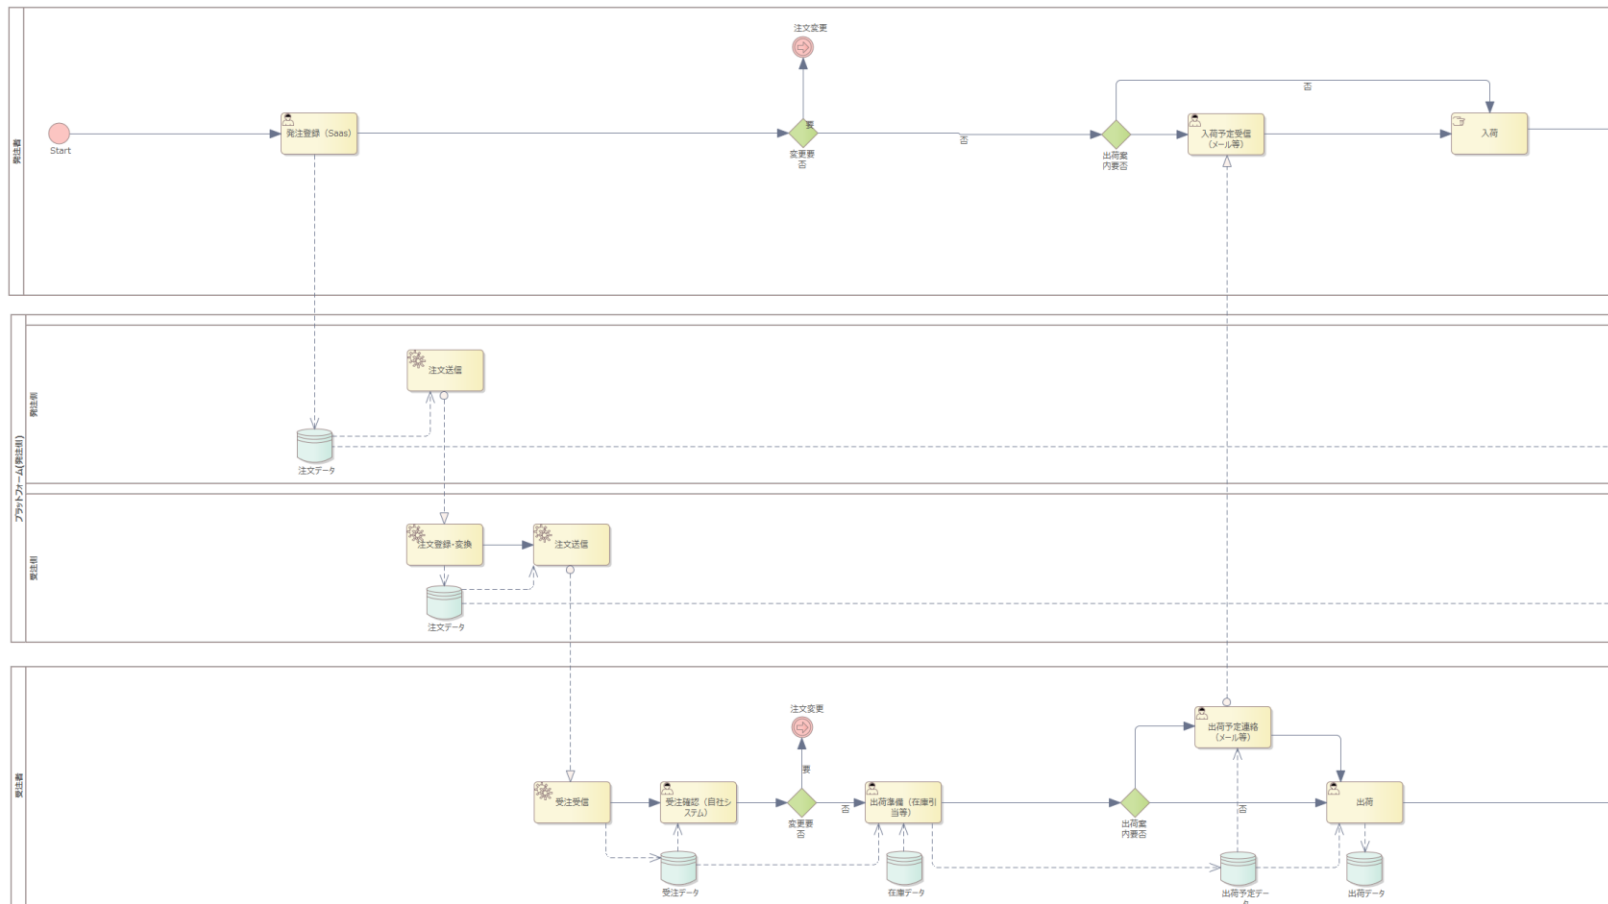 発注者
注文変更
Start
発注登録（Saas）
要
変更要
否
否
出荷案
内要否
否
入荷予定受信
（メール等）
入荷
プラットフォーム(発注側)
発注側
注文送信
注文データ
受注側
注文登録・変換
注文送信
注文データ
受注者
注文変更
要
受注受信
受注確認（自社シ
ステム）
変更要
否
否
出荷準備（在庫引
当等）
出荷案
内要否
出荷予定連絡
（メール等）
否
出荷
受注データ
在庫データ
出荷予定デー
タ
出荷データ